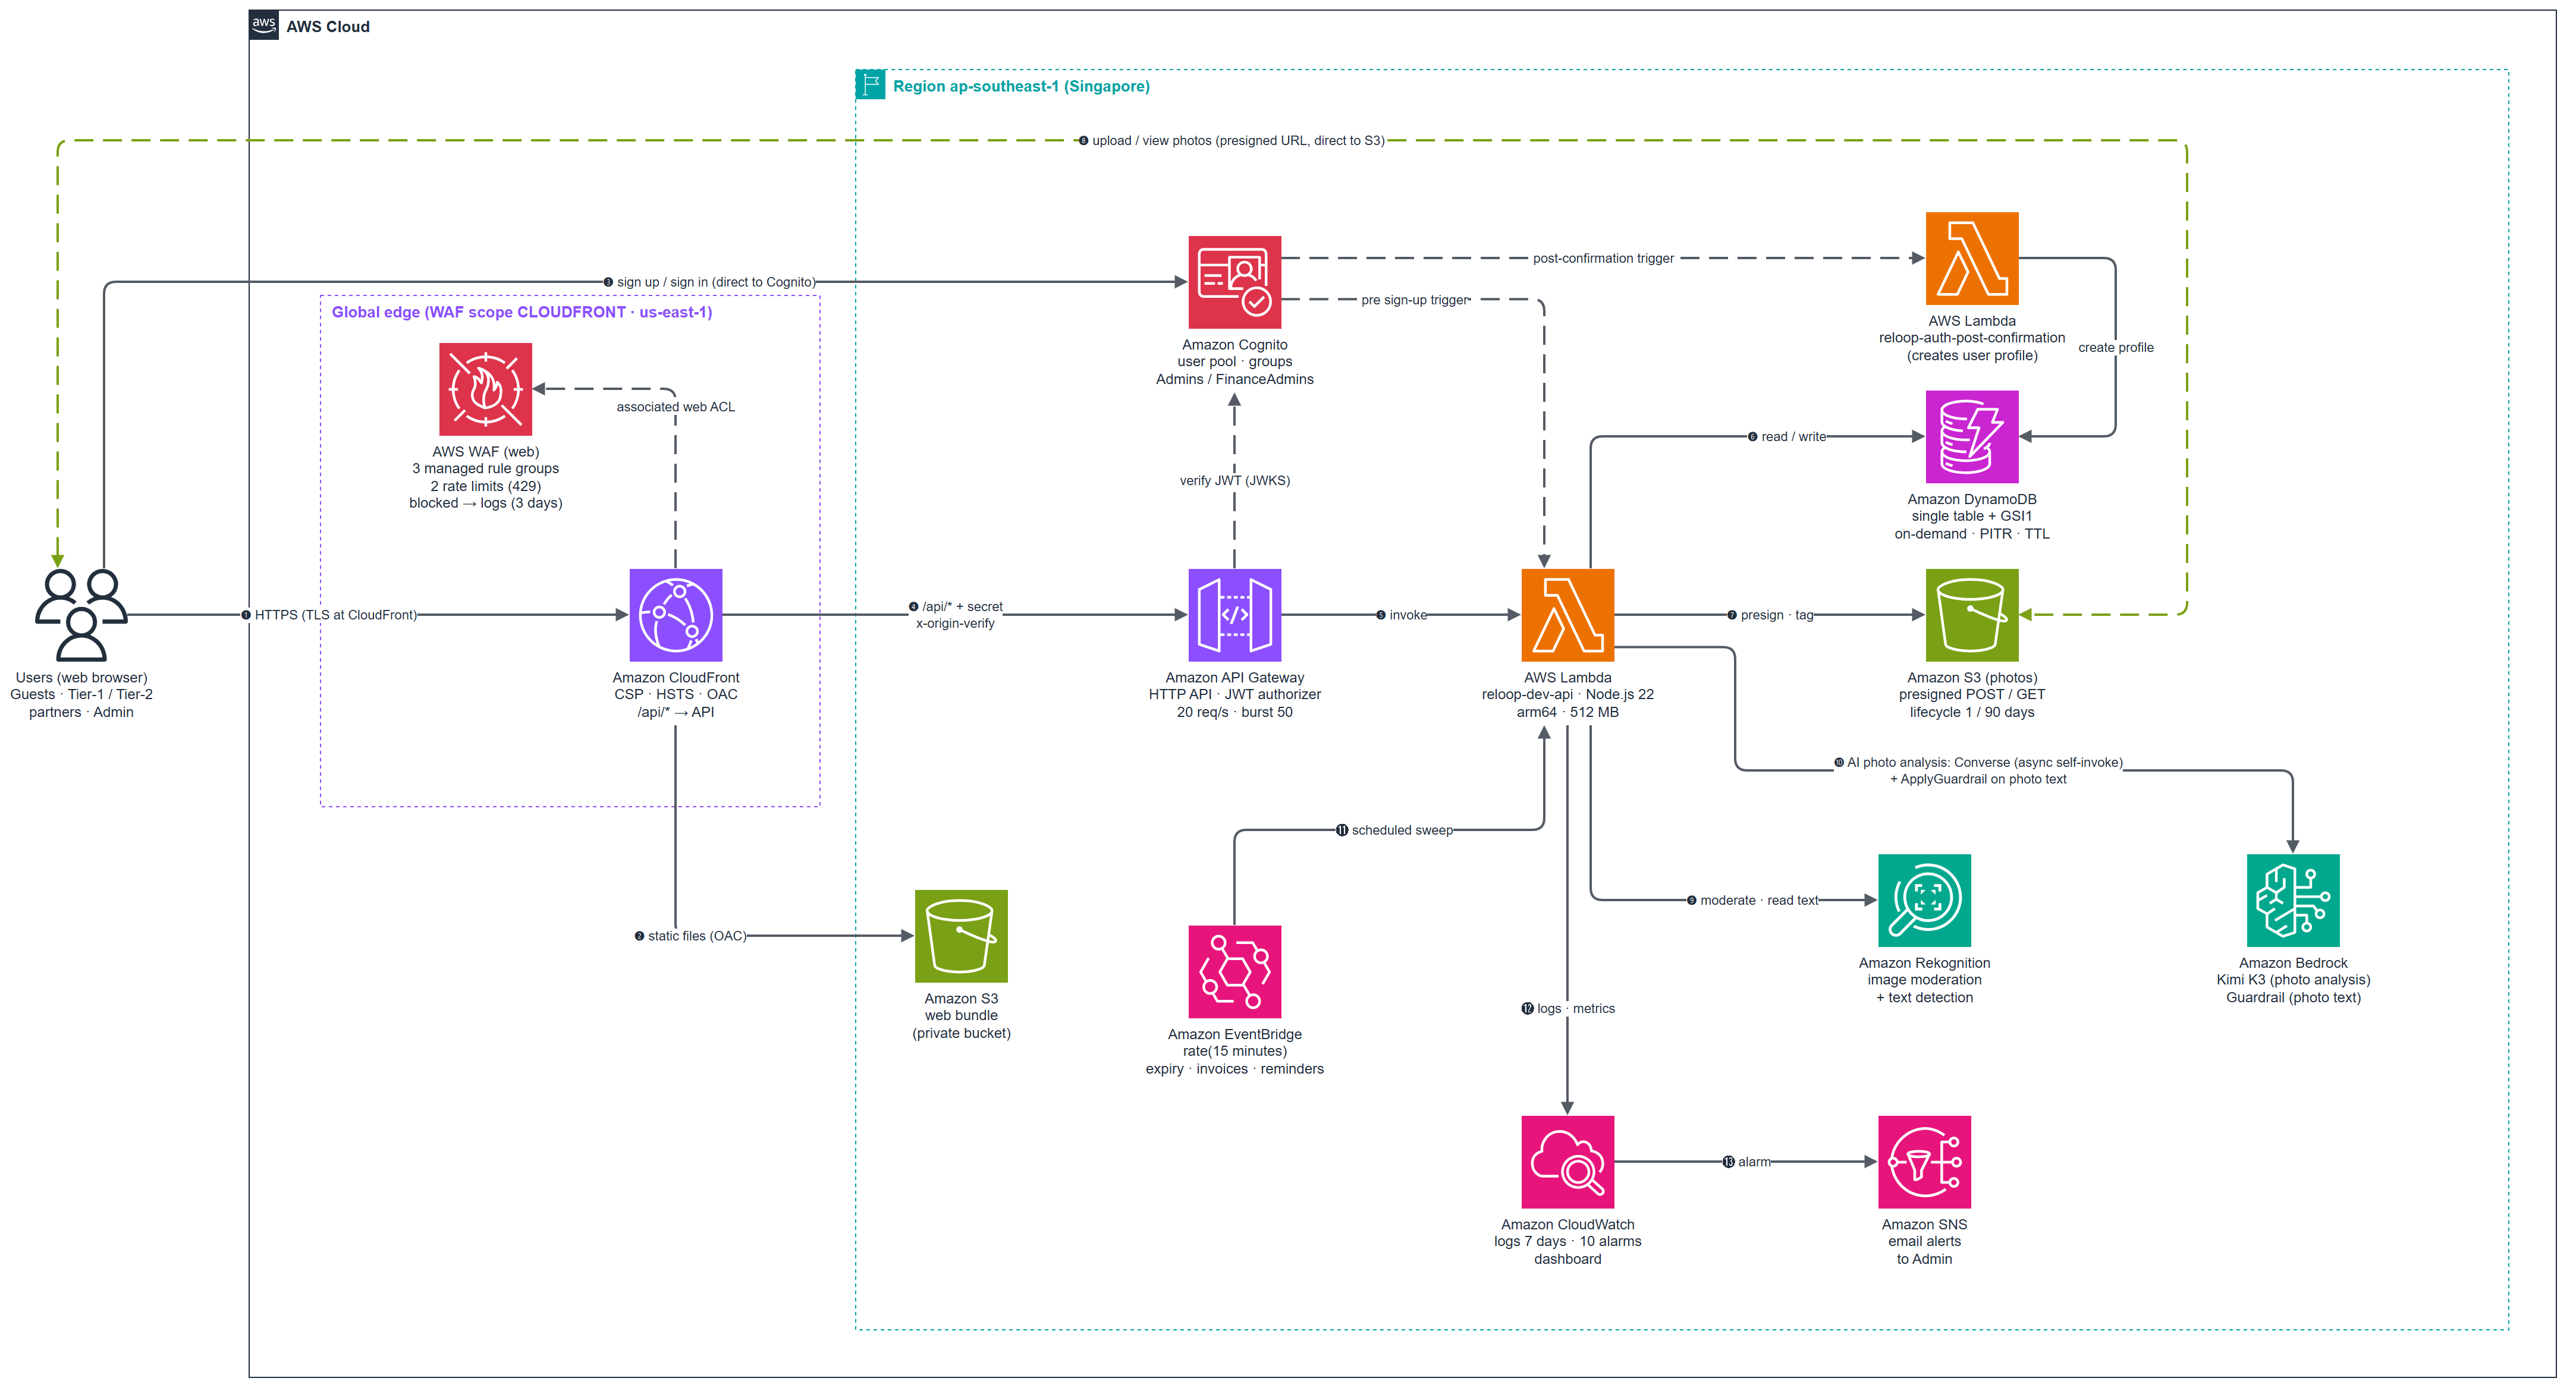 aws
AWS Cloud
Region ap-southeast-1 (Singapore)
❽ upload / view photos (presigned URL, direct to S3)
❸ sign up / sign in (direct to Cognito)
Global edge (WAF scope CLOUDFRONT · us-east-1)
associated web ACL
AWS WAF (web)
3 managed rule groups
2 rate limits (429)
blocked → logs (3 days)
Amazon Cognito
user pool · groups
Admins / FinanceAdmins
post-confirmation trigger
pre sign-up trigger
AWS Lambda
reloop-auth-post-confirmation
(creates user profile)
create profile
verify JWT (JWKS)
❻ read / write
Amazon DynamoDB
single table + GSI1
on-demand · PITR · TTL
Users (web browser)
Guests · Tier-1 / Tier-2
partners · Admin
❶ HTTPS (TLS at CloudFront)
Amazon CloudFront
CSP · HSTS · OAC
/api/* → API
❹ /api/* + secret
x-origin-verify
Amazon API Gateway
HTTP API · JWT authorizer
20 req/s · burst 50
❺ invoke
AWS Lambda
reloop-dev-api · Node.js 22
arm64 · 512 MB
❼ presign · tag
Amazon S3 (photos)
presigned POST / GET
lifecycle 1 / 90 days
❿ AI photo analysis: Converse (async self-invoke)
+ ApplyGuardrail on photo text
⓫ scheduled sweep
❾ moderate · read text
❷ static files (OAC)
Amazon S3
web bundle
(private bucket)
Amazon EventBridge
rate(15 minutes)
expiry · invoices · reminders
Amazon Rekognition
image moderation
+ text detection
Amazon Bedrock
Kimi K3 (photo analysis)
Guardrail (photo text)
⓬ logs · metrics
⓭ alarm
Amazon CloudWatch
logs 7 days · 10 alarms
dashboard
Amazon SNS
email alerts
to Admin